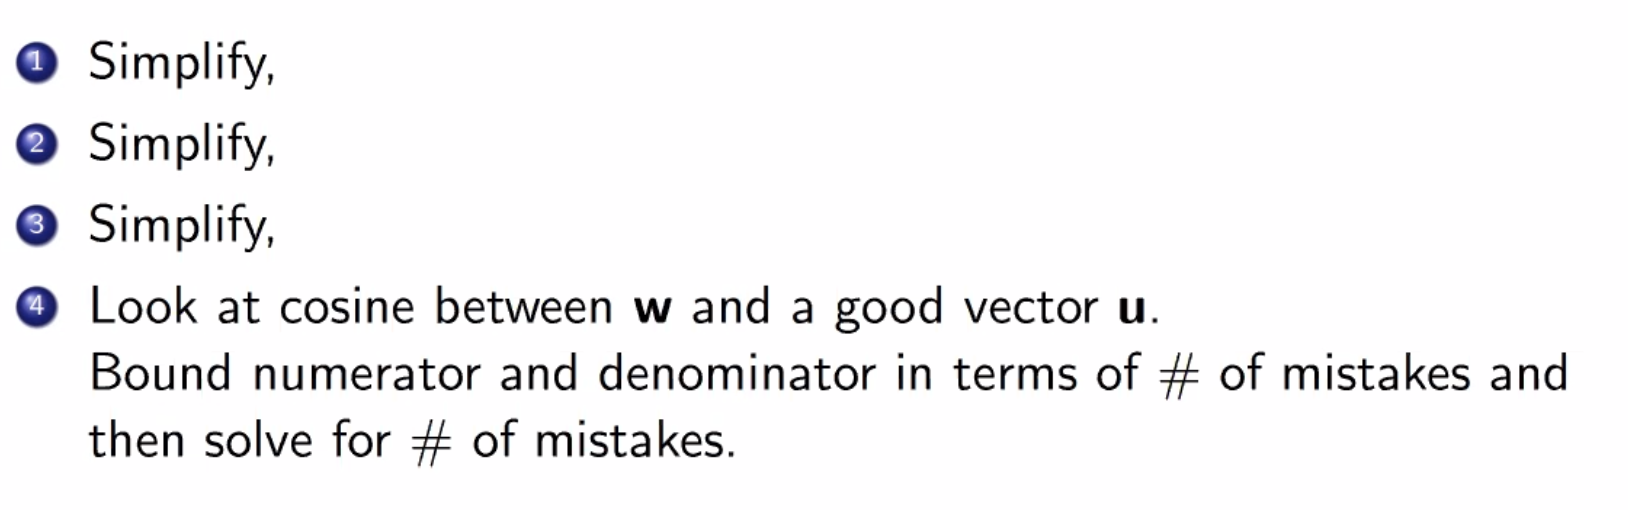 1 Simplify,
2 Simplify,
3 Simplify,
4 Look at cosine between w and a good vector u.
Bound numerator and denominator in terms of # of mistakes and
then solve for # of mistakes.